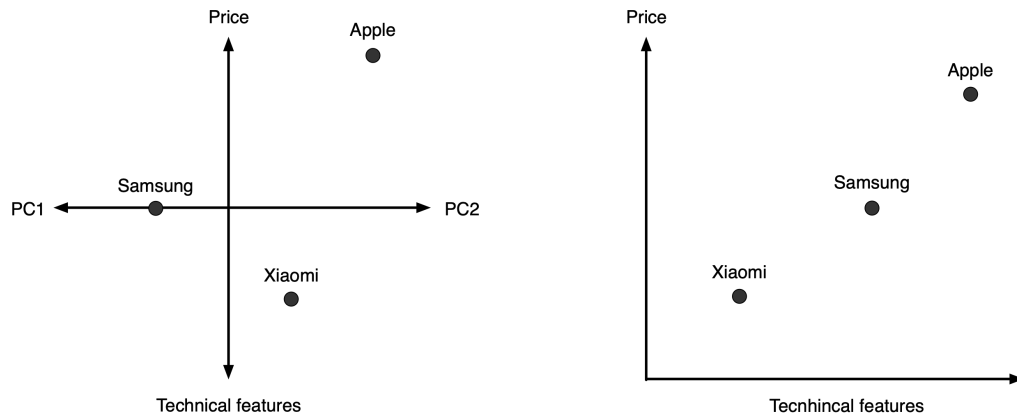 Price
Apple
Samsung
PC1
PC2
Xiaomi
Technical features
Price
Apple
Samsung
Xiaomi
Tecnhincal features